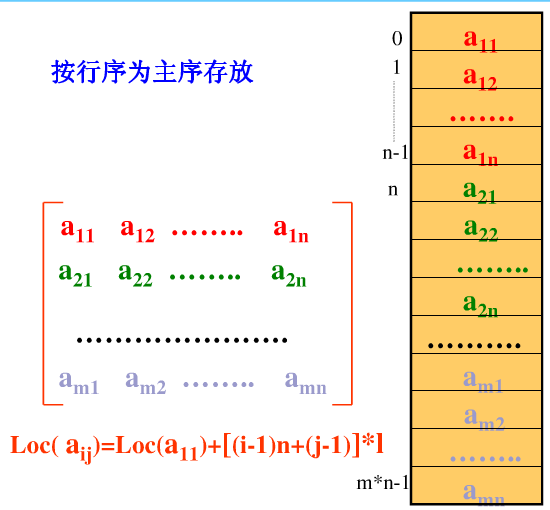 按行序为主序存放
a11 a12 …….. a1n
a21 a22 …….. a2n
……………………
am1 am2 …….. amn
Loc( aij)=Loc(a11)+[(i-1)n+(j-1)]*l
0 a11
1 a12
…….
n-1 a1n
n a21
a22
……..
a2n
……….
am1
am2
……..
m*n-1 amn